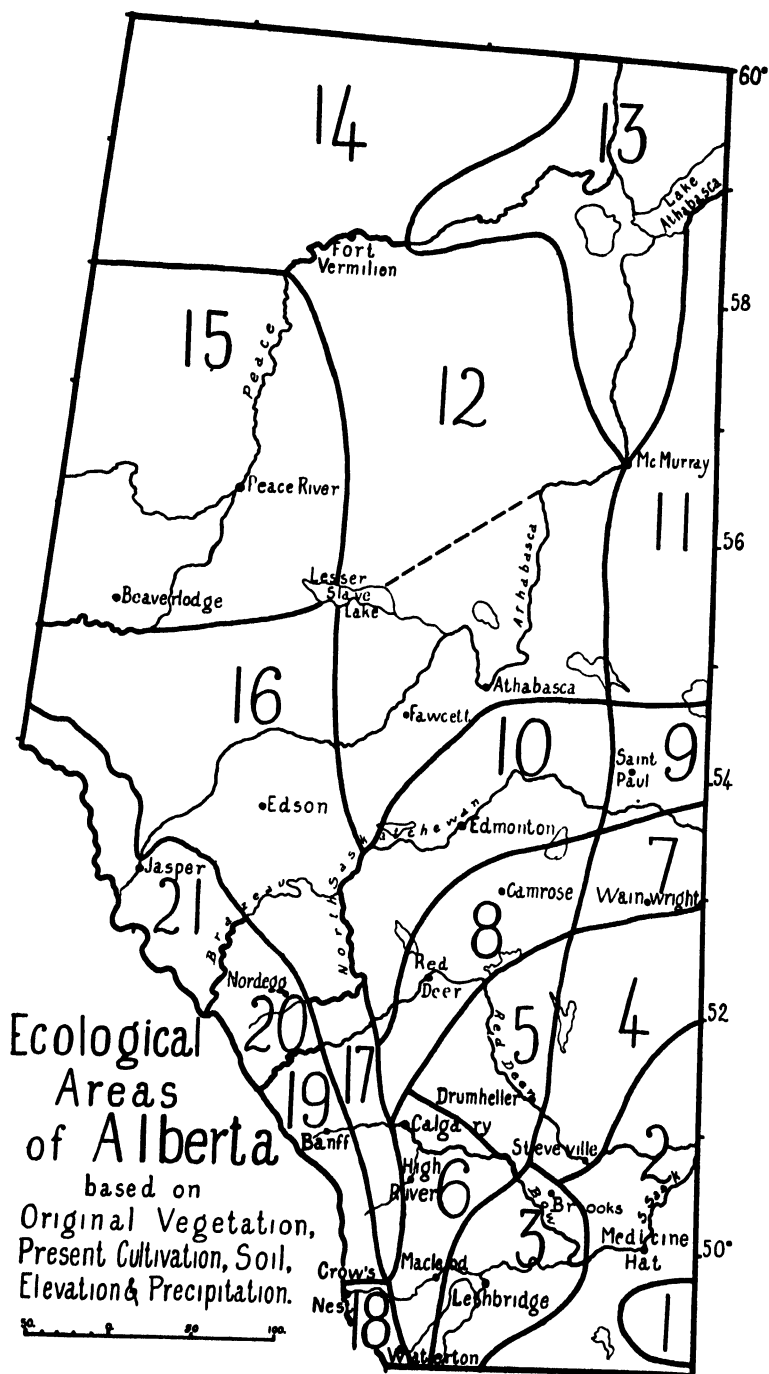 60°
14
13
Lake
Athabasca
Fort
Vermilion
58
15
Peace
12
McMurray
Peace River
11
56
Athabasca
Lesser
Slave
Lake
Beaverlodge
Athabasca
16
Fawcett
10
9
Saint
Paul
54
Edson
Saskatchewan
Edmonton
Jasper
7
21
Camrose
Wainwright
8
Brazeau
North
Red
Deer
Nordegg
20
52
4
5
Red Deer
17
Ecological
Areas
of Alberta
based on
Original Vegetation,
Present Cultivation, Soil,
Elevation & Precipitation.
50. 0. 50 100.
19
Drumheller
Banff
Calgary
Steveville
2
High
River
6
Bow
Brooks
S. Sask
3
Medicine
Hat
50°
Crow's
Nest
Macleod
Lethbridge
18
1
Waterton